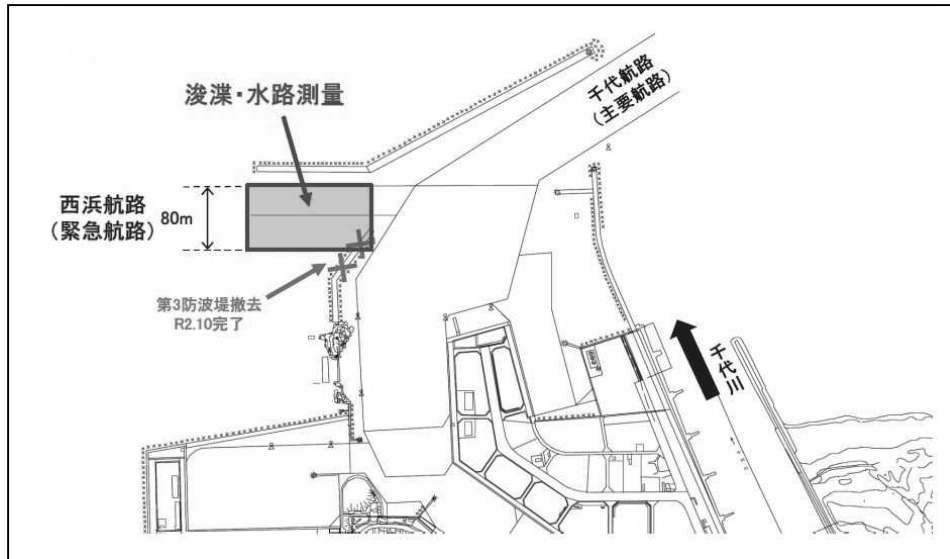 浚渫・水路測量
千代航路
(主要航路)
西浜航路
(緊急航路)
80m
第3防波堤撤去
R2.10完了
千代川